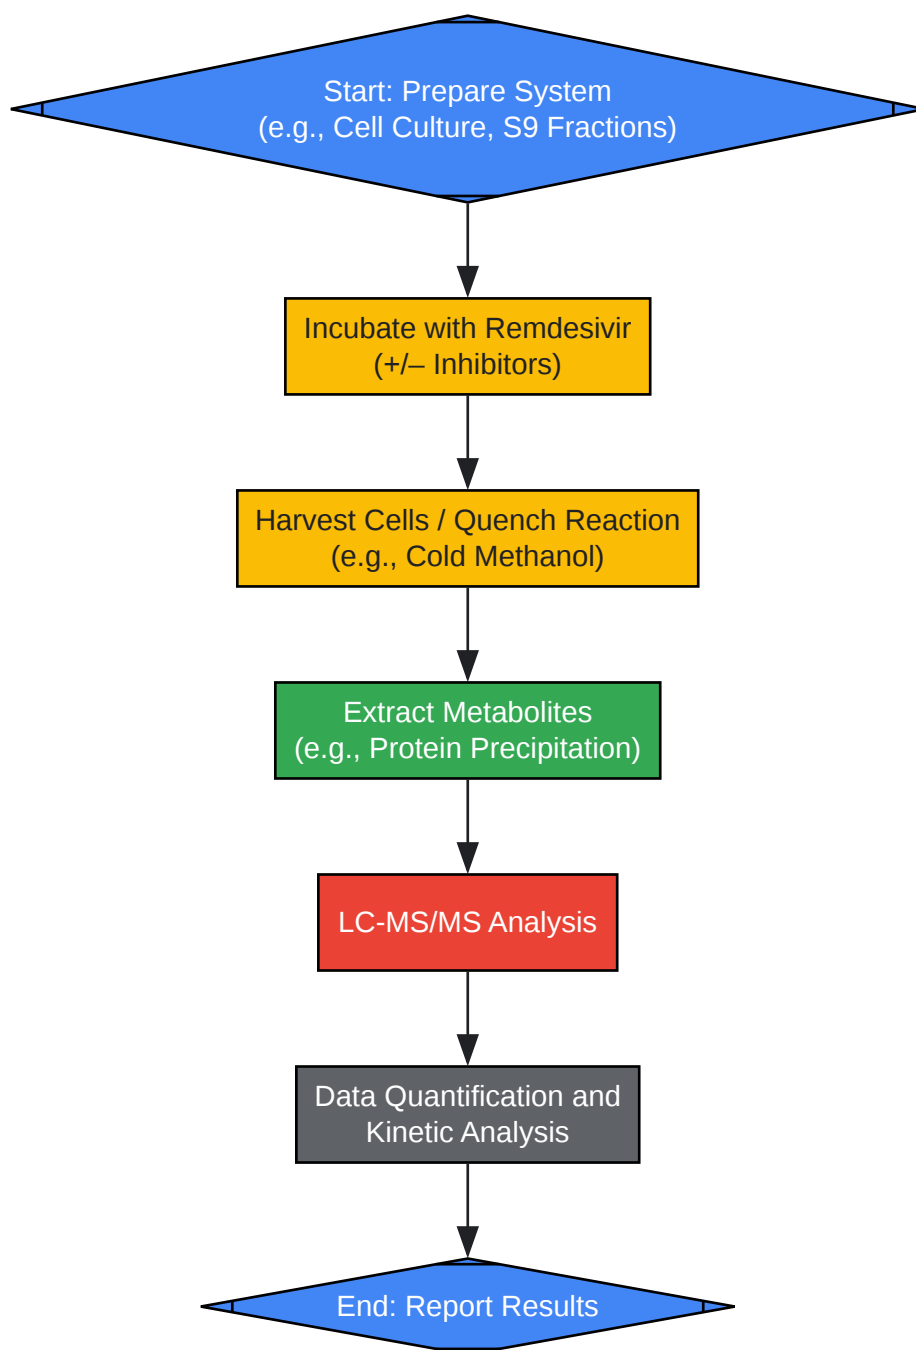 Start: Prepare System
(e.g., Cell Culture, S9 Fractions)
Incubate with Remdesivir
(+/– Inhibitors)
Harvest Cells / Quench Reaction
(e.g., Cold Methanol)
Extract Metabolites
(e.g., Protein Precipitation)
LC-MS/MS Analysis
Data Quantification and
Kinetic Analysis
End: Report Results